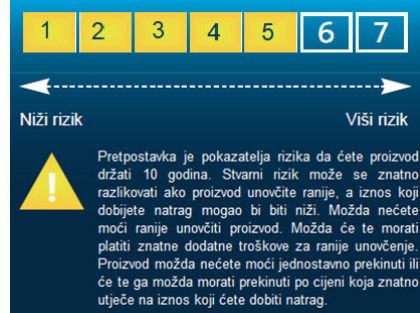 1 2 3 4 5 6 7
Niži rizik Viši rizik
Pretpostavka je pokazatelja rizika da ćete proizvod
držati 10 godina. Stvarni rizik može se znatno
razlikovati ako proizvod unovčite ranije, a iznos koji
dobijete natrag mogao bi biti niži. Možda nećete
moći ranije unovčiti proizvod. Možda će te morati
platiti znatne dodatne troškove za ranije unovčenje.
Proizvod možda nećete moći jednostavno prekinuti ili
će te ga možda morati prekinuti po cijeni koja znatno
utječe na iznos koji ćete dobiti natrag.